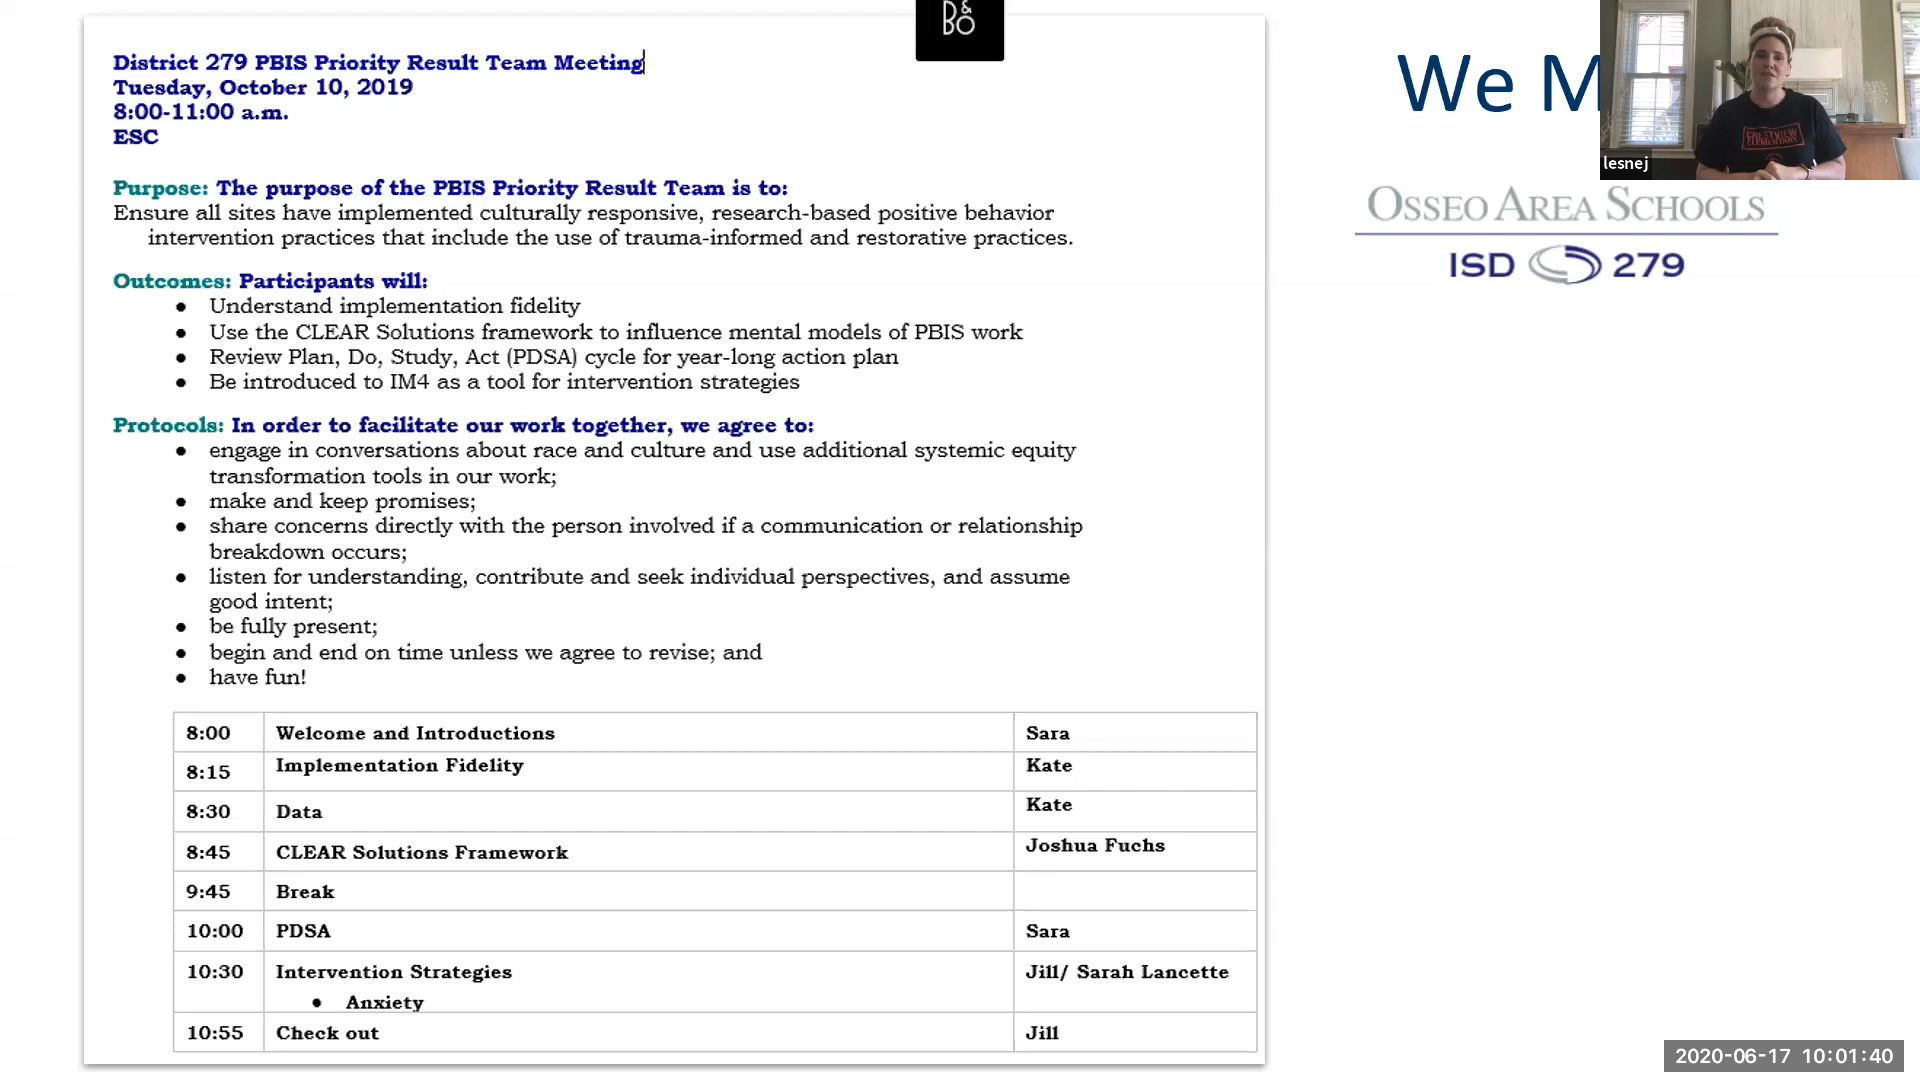 B&O
District 279 PBIS Priority Result Team Meeting
Tuesday, October 10, 2019
8:00-11:00 a.m.
ESC
Purpose: The purpose of the PBIS Priority Result Team is to:
Ensure all sites have implemented culturally responsive, research-based positive behavior
intervention practices that include the use of trauma-informed and restorative practices.
Outcomes: Participants will:
● Understand implementation fidelity
● Use the CLEAR Solutions framework to influence mental models of PBIS work
● Review Plan, Do, Study, Act (PDSA) cycle for year-long action plan
● Be introduced to IM4 as a tool for intervention strategies
Protocols: In order to facilitate our work together, we agree to:
● engage in conversations about race and culture and use additional systemic equity
transformation tools in our work;
● make and keep promises;
● share concerns directly with the person involved if a communication or relationship
breakdown occurs;
● listen for understanding, contribute and seek individual perspectives, and assume
good intent;
● be fully present;
● begin and end on time unless we agree to revise; and
● have fun!
8:00 Welcome and Introductions Sara
8:15 Implementation Fidelity Kate
8:30 Data Kate
8:45 CLEAR Solutions Framework Joshua Fuchs
9:45 Break
10:00 PDSA Sara
10:30 Intervention Strategies Jill/ Sarah Lancette
● Anxiety
10:55 Check out Jill
We M
CRESTVIEW
ELEMENTARY
lesnej
OSSEO AREA SCHOOLS
ISD 279
2020-06-17 10:01:40